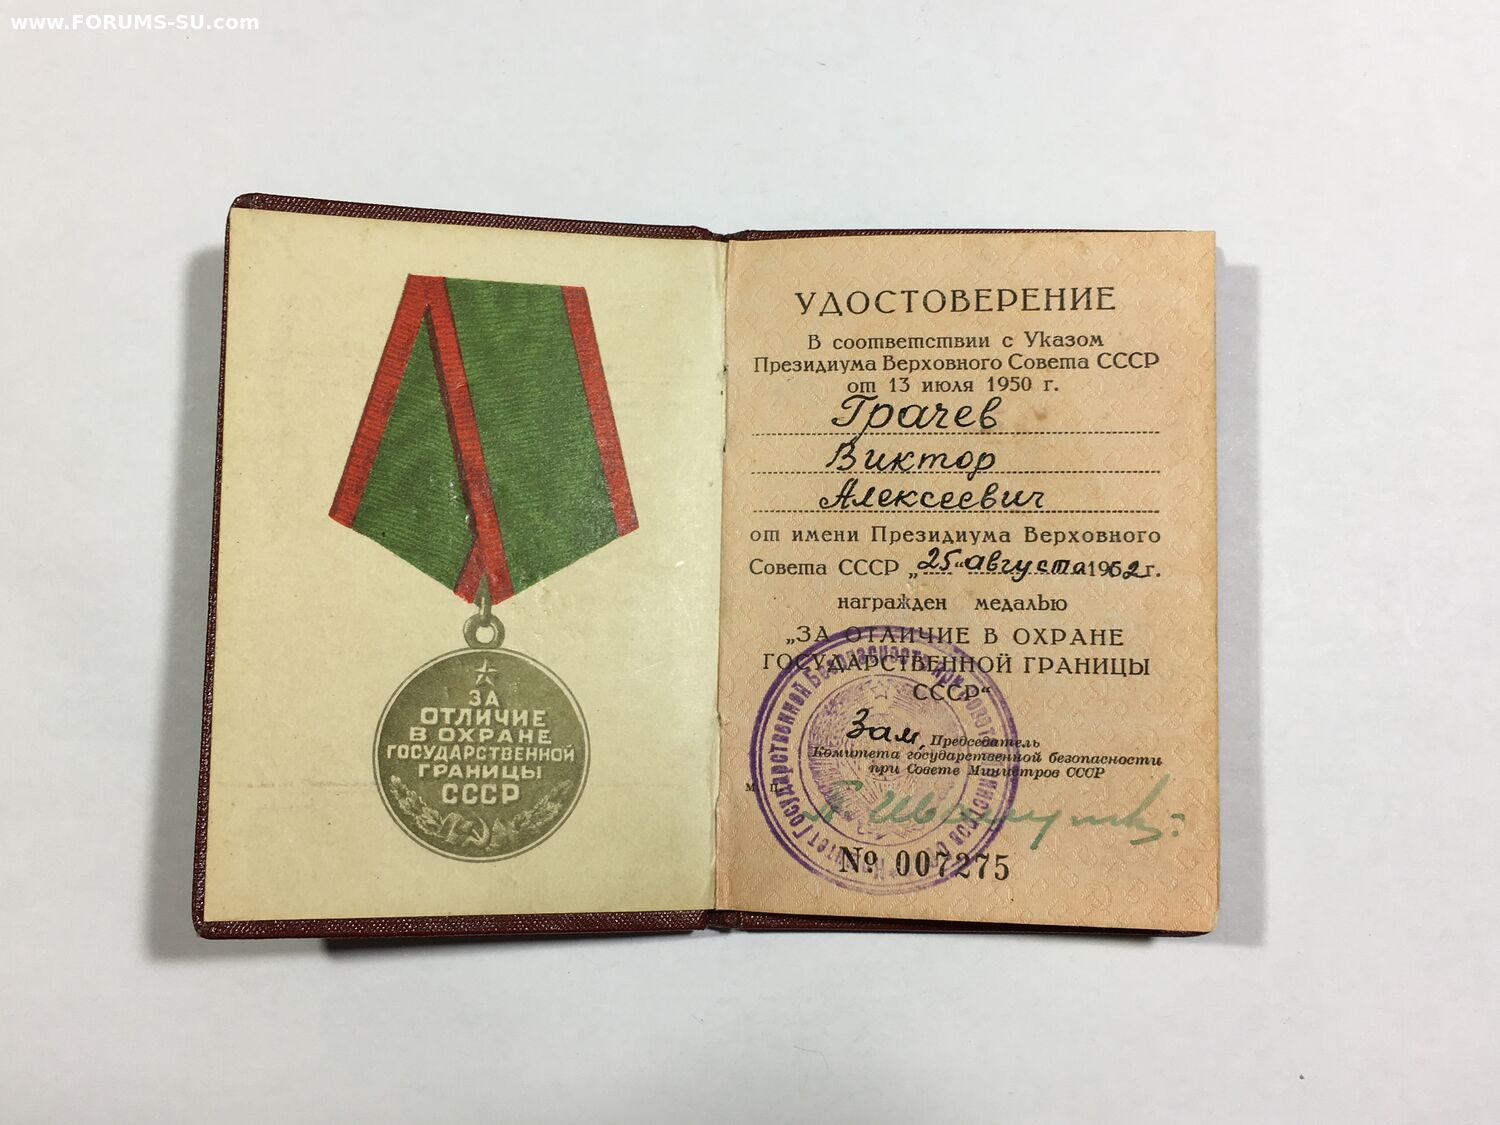 www.FORUMS-SU.com
ЗА
ОТЛИЧИЕ
В ОХРАНЕ
ГОСУДАРСТВЕННОЙ
ГРАНИЦЫ
СССР
УДОСТОВЕРЕНИЕ
В соответствии с Указом
Президиума Верховного Совета СССР
от 13 июля 1950 г.
Грачев
Виктор
Алексеевич
от имени Президиума Верховного
Совета СССР „25“ августа 1962 г.
награжден медалью
„ЗА ОТЛИЧИЕ В ОХРАНЕ
ГОСУДАРСТВЕННОЙ ГРАНИЦЫ
СССР“
Зам. Председатель
Комитета государственной безопасности
при Совете Министров СССР
м. п.
№ 007275